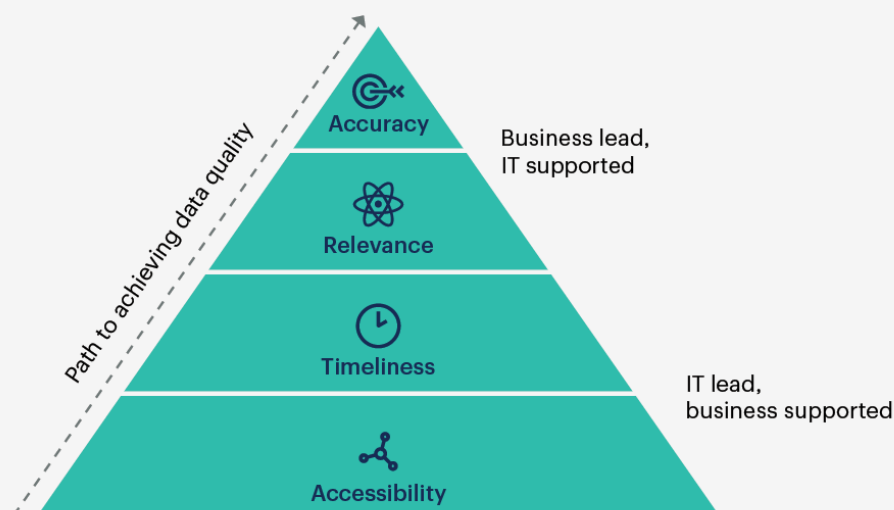 Path to achieving data quality
Accuracy
Business lead,
IT supported
Relevance
Timeliness
IT lead,
business supported
Accessibility